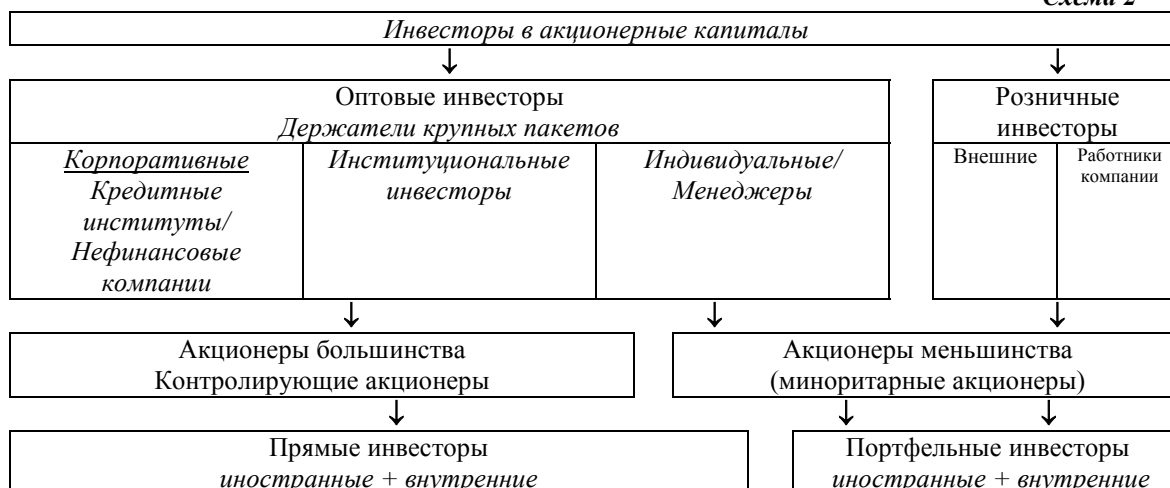 Схема 2
Инвесторы в акционерные капиталы
Оптовые инвесторы
Держатели крупных пакетов
Корпоративные
Кредитные
институты/
Нефинансовые
компании
Институциональные
инвесторы
Индивидуальные/
Менеджеры
Розничные
инвесторы
Внешние
Работники
компании
Акционеры большинства
Контролирующие акционеры
Акционеры меньшинства
(миноритарные акционеры)
Прямые инвесторы
иностранные + внутренние
Портфельные инвесторы
иностранные + внутренние